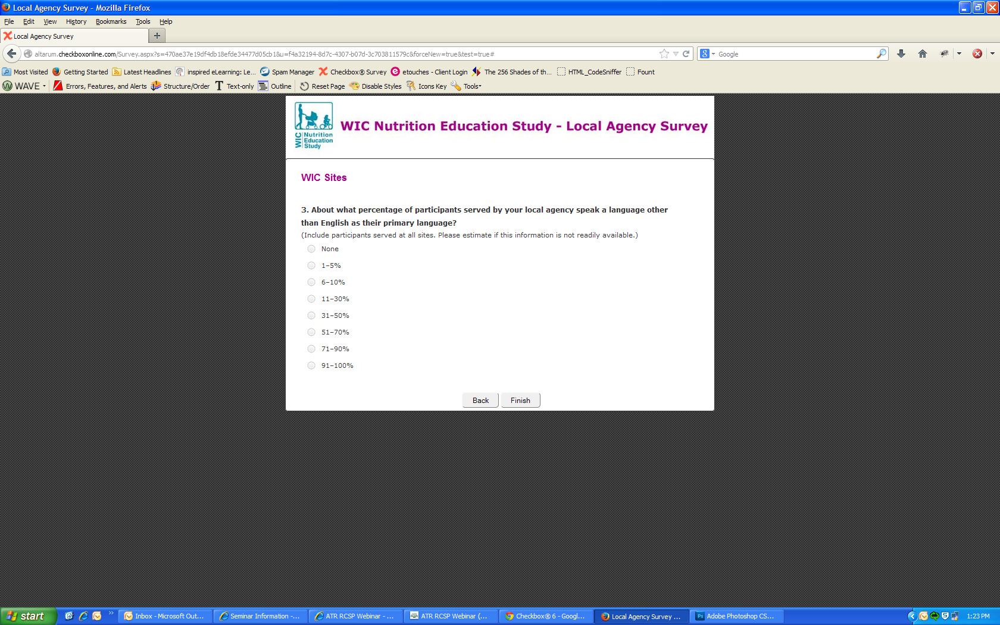 Local Agency Survey - Mozilla Firefox
File Edit View History Bookmarks Tools Help
Local Agency Survey
altarum.checkboxonline.com/Survey.aspx?s=470ae37e19df4db18efde34477d05cb1&u=f4a32194-8d7c-4307-b07d-3c703811579c&forceNew=true&test=true#
Google
Most Visited Getting Started Latest Headlines inspired eLearning: Le... Spam Manager Checkbox® Survey etouches - Client Login The 256 Shades of th... HTML_CodeSniffer Fount
WAVE Errors, Features, and Alerts Structure/Order Text-only Outline Reset Page Disable Styles Icons Key Tools
WIC Nutrition Education Study
WIC Nutrition Education Study - Local Agency Survey
WIC Sites
3. About what percentage of participants served by your local agency speak a language other
than English as their primary language?
(Include participants served at all sites. Please estimate if this information is not readily available.)
None
1–5%
6–10%
11–30%
31–50%
51–70%
71–90%
91–100%
Back Finish
start Inbox - Microsoft Out... Seminar Information -... ATR RCSP Webinar - ... ATR RCSP Webinar (... Checkbox® 6 - Googl... Local Agency Survey ... Ps Adobe Photoshop CS... 1:23 PM